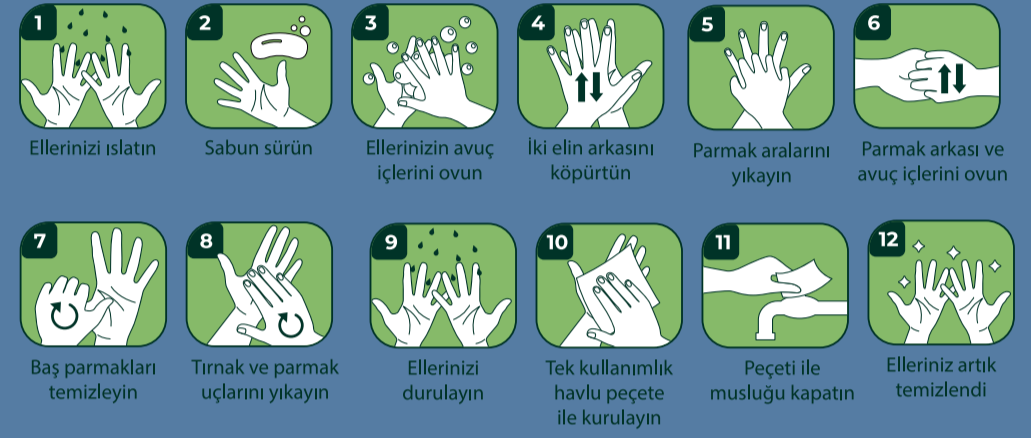 1
Ellerinizi ıslatın
2
Sabun sürün
3
Ellerinizin avuç
içlerini ovun
4
İki elin arkasını
köpürtün
5
Parmak aralarını
yıkayın
6
Parmak arkası ve
avuç içlerini ovun
7
Baş parmakları
temizleyin
8
Tırnak ve parmak
uçlarını yıkayın
9
Ellerinizi
durulayın
10
Tek kullanımlık
havlu peçete
ile kurulayın
11
Peçeti ile
musluğu kapatın
12
Elleriniz artık
temizlendi